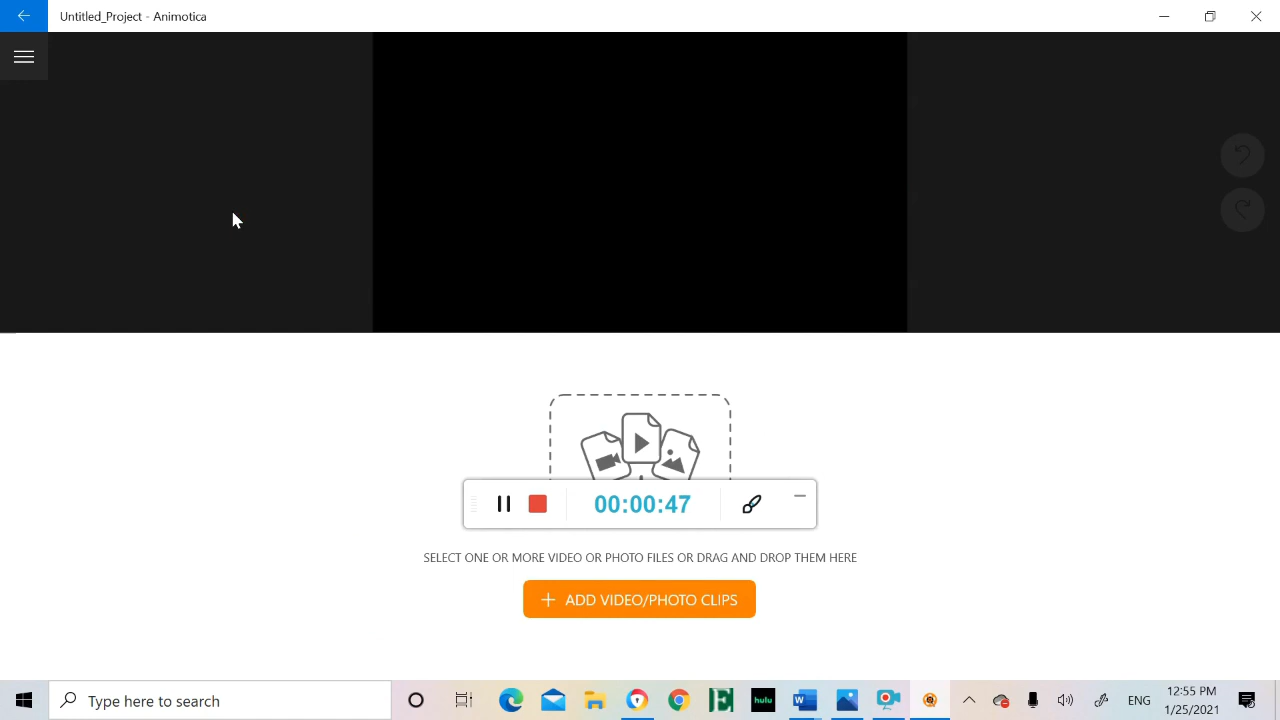 Untitled_Project - Animotica
00:00:47
SELECT ONE OR MORE VIDEO OR PHOTO FILES OR DRAG AND DROP THEM HERE
+ ADD VIDEO/PHOTO CLIPS
Type here to search
E
hulu
W
ENG
12:55 PM
1/25/2021